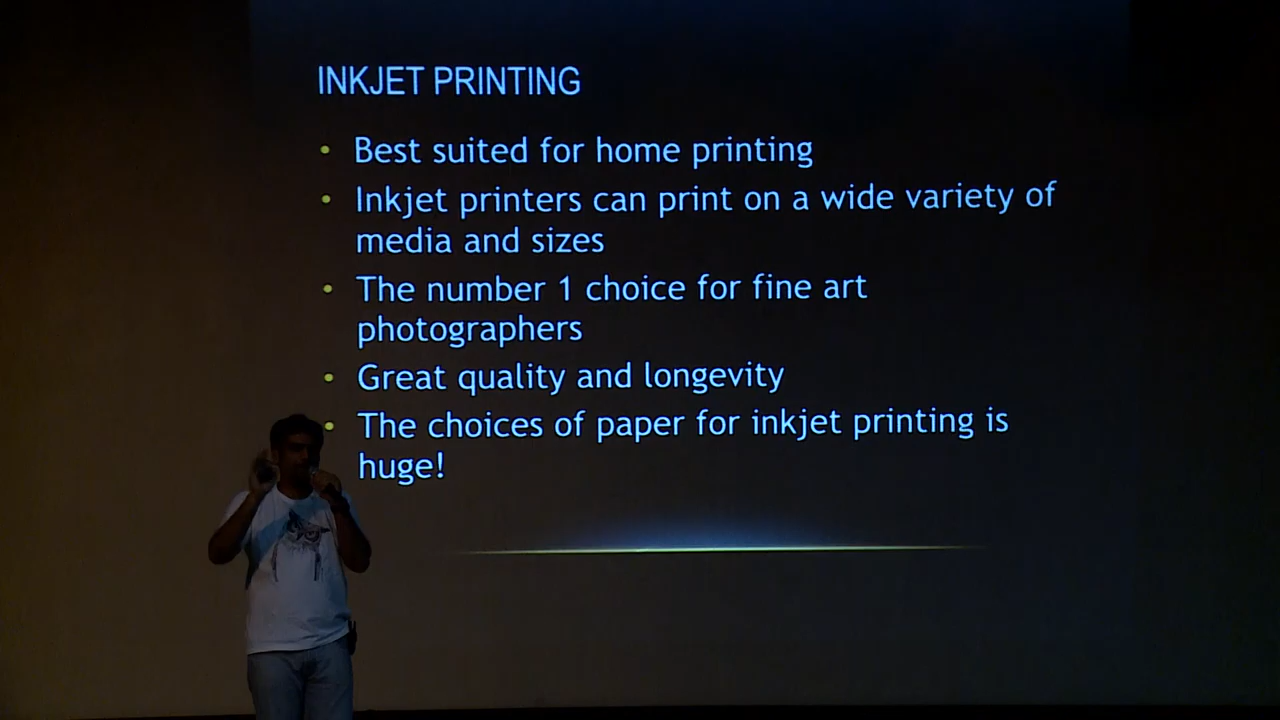 INKJET PRINTING
• Best suited for home printing
• Inkjet printers can print on a wide variety of
media and sizes
• The number 1 choice for fine art
photographers
• Great quality and longevity
• The choices of paper for inkjet printing is
huge!